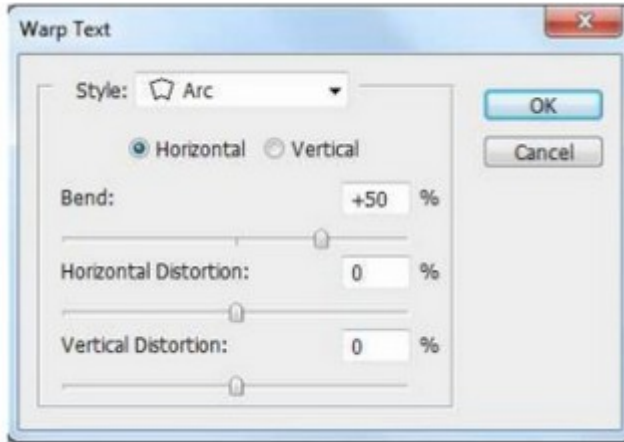 Warp Text
Style: Arc
OK
Horizontal Vertical
Cancel
Bend: +50 %
Horizontal Distortion: 0 %
Vertical Distortion: 0 %